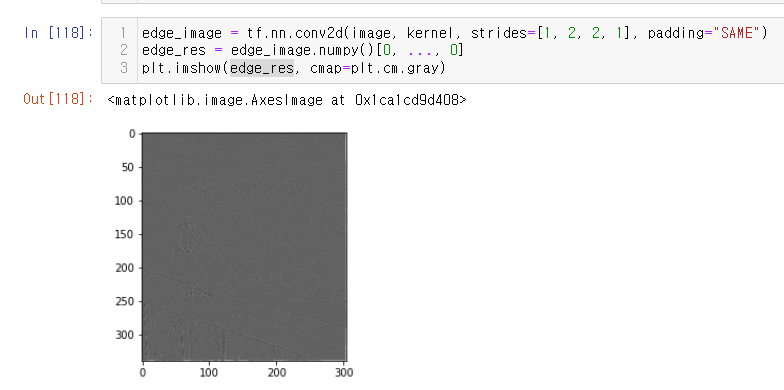 In [118]:
1 edge_image = tf.nn.conv2d(image, kernel, strides=[1, 2, 2, 1], padding="SAME")
2 edge_res = edge_image.numpy()[0, ..., 0]
3 plt.imshow(edge_res, cmap=plt.cm.gray)
Out[118]: <matplotlib.image.AxesImage at 0x1ca1cd9d408>
0
50
100
150
200
250
300
0 100 200 300